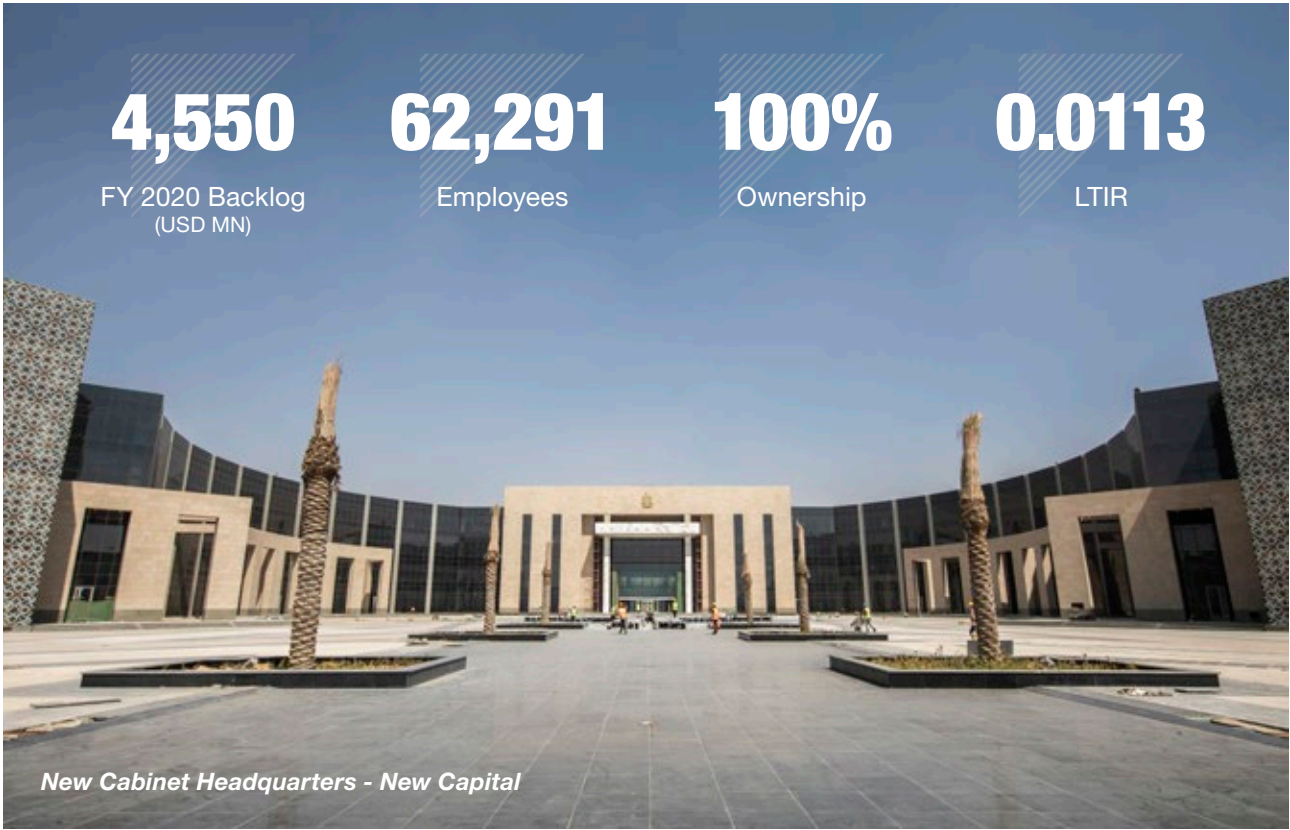 4,550
FY 2020 Backlog
(USD MN)
62,291
Employees
100%
Ownership
0.0113
LTIR
New Cabinet Headquarters - New Capital